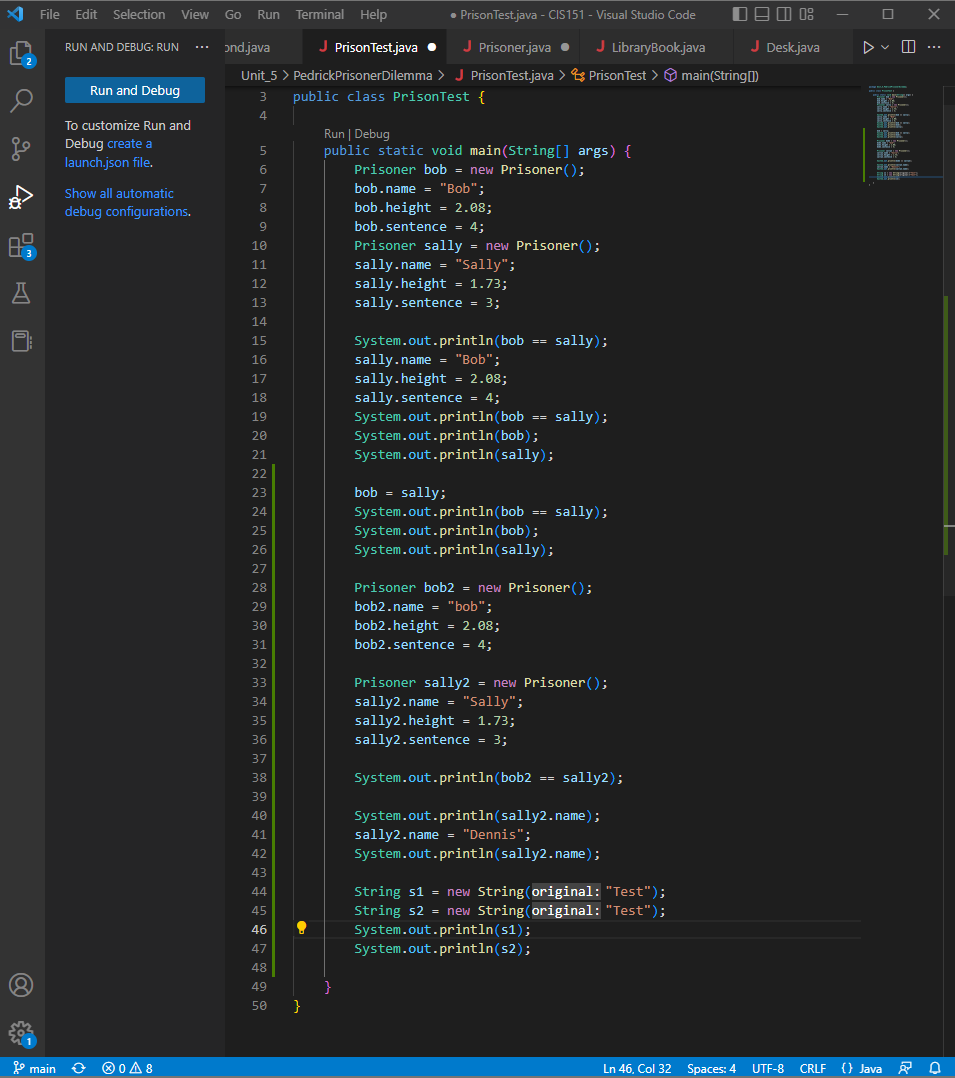 File Edit Selection View Go Run Terminal Help ● PrisonTest.java - CIS151 - Visual Studio Code
RUN AND DEBUG: RUN ···
ond.java J PrisonTest.java ● J Prisoner.java ● J LibraryBook.java J Desk.java
Unit_5 > PedrickPrisonerDilemma > J PrisonTest.java > PrisonTest > main(String[])
Run and Debug
To customize Run and
Debug create a
launch.json file.
Show all automatic
debug configurations.
2
3
1
3 public class PrisonTest {
4
Run | Debug
5 public static void main(String[] args) {
6 Prisoner bob = new Prisoner();
7 bob.name = "Bob";
8 bob.height = 2.08;
9 bob.sentence = 4;
10 Prisoner sally = new Prisoner();
11 sally.name = "Sally";
12 sally.height = 1.73;
13 sally.sentence = 3;
14
15 System.out.println(bob == sally);
16 sally.name = "Bob";
17 sally.height = 2.08;
18 sally.sentence = 4;
19 System.out.println(bob == sally);
20 System.out.println(bob);
21 System.out.println(sally);
22
23 bob = sally;
24 System.out.println(bob == sally);
25 System.out.println(bob);
26 System.out.println(sally);
27
28 Prisoner bob2 = new Prisoner();
29 bob2.name = "bob";
30 bob2.height = 2.08;
31 bob2.sentence = 4;
32
33 Prisoner sally2 = new Prisoner();
34 sally2.name = "Sally";
35 sally2.height = 1.73;
36 sally2.sentence = 3;
37
38 System.out.println(bob2 == sally2);
39
40 System.out.println(sally2.name);
41 sally2.name = "Dennis";
42 System.out.println(sally2.name);
43
44 String s1 = new String(original: "Test");
45 String s2 = new String(original: "Test");
46 System.out.println(s1);
47 System.out.println(s2);
48
49 }
50 }
main 0 8 Ln 46, Col 32 Spaces: 4 UTF-8 CRLF {} Java